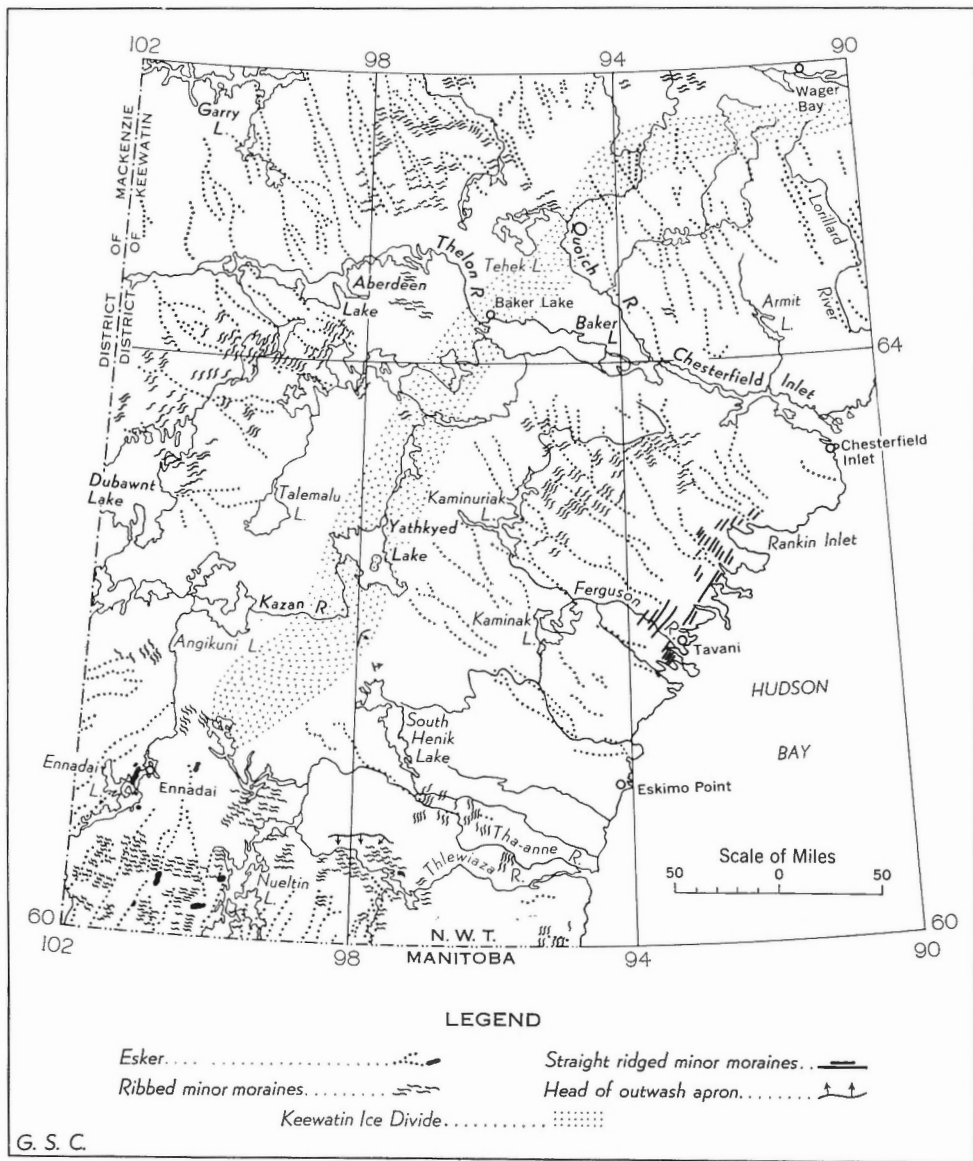 102
98
94
90
Garry
L.
Wager
Bay
DISTRICT OF MACKENZIE
DISTRICT OF KEEWATIN
Lorillard
River
Thelon R.
Quoich
R.
Tehek L.
Aberdeen
Lake
Baker Lake
Baker
L.
Armit
L.
64
Chesterfield
Inlet
Chesterfield
Inlet
Dubawnt
Lake
Talemalu
L.
Kaminuriak
L.
Yathkyed
Lake
Rankin Inlet
Kazan R.
Ferguson
R.
Kaminak
L.
Tavani
Angikuni L.
HUDSON
BAY
South
Henik
Lake
Ennadai
L.
Ennadai
Eskimo Point
Tha-anne R.
Thlewiaza R.
Scale of Miles
50 0 50
Nueltin
L.
60
60
102
98
N. W. T.
MANITOBA
94
90
LEGEND
Esker
Straight ridged minor moraines
Ribbed minor moraines
Head of outwash apron
Keewatin Ice Divide
G. S. C.